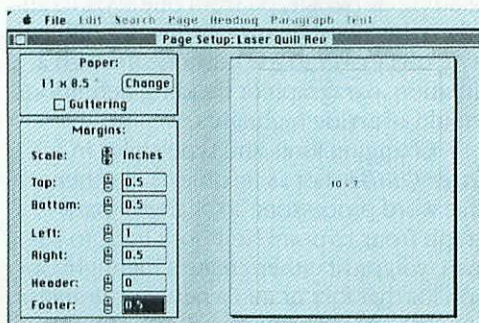 File Edit Search Page Heading Paragraph Text
Page Setup: Laser Quill Rev
Paper:
11 x 8.5 "
Change
Guttering
Margins:
Scale: Inches
Top: 0.5
Bottom: 0.5
Left: 1
Right: 0.5
Header: 0
Footer: 0.5
10 x 7